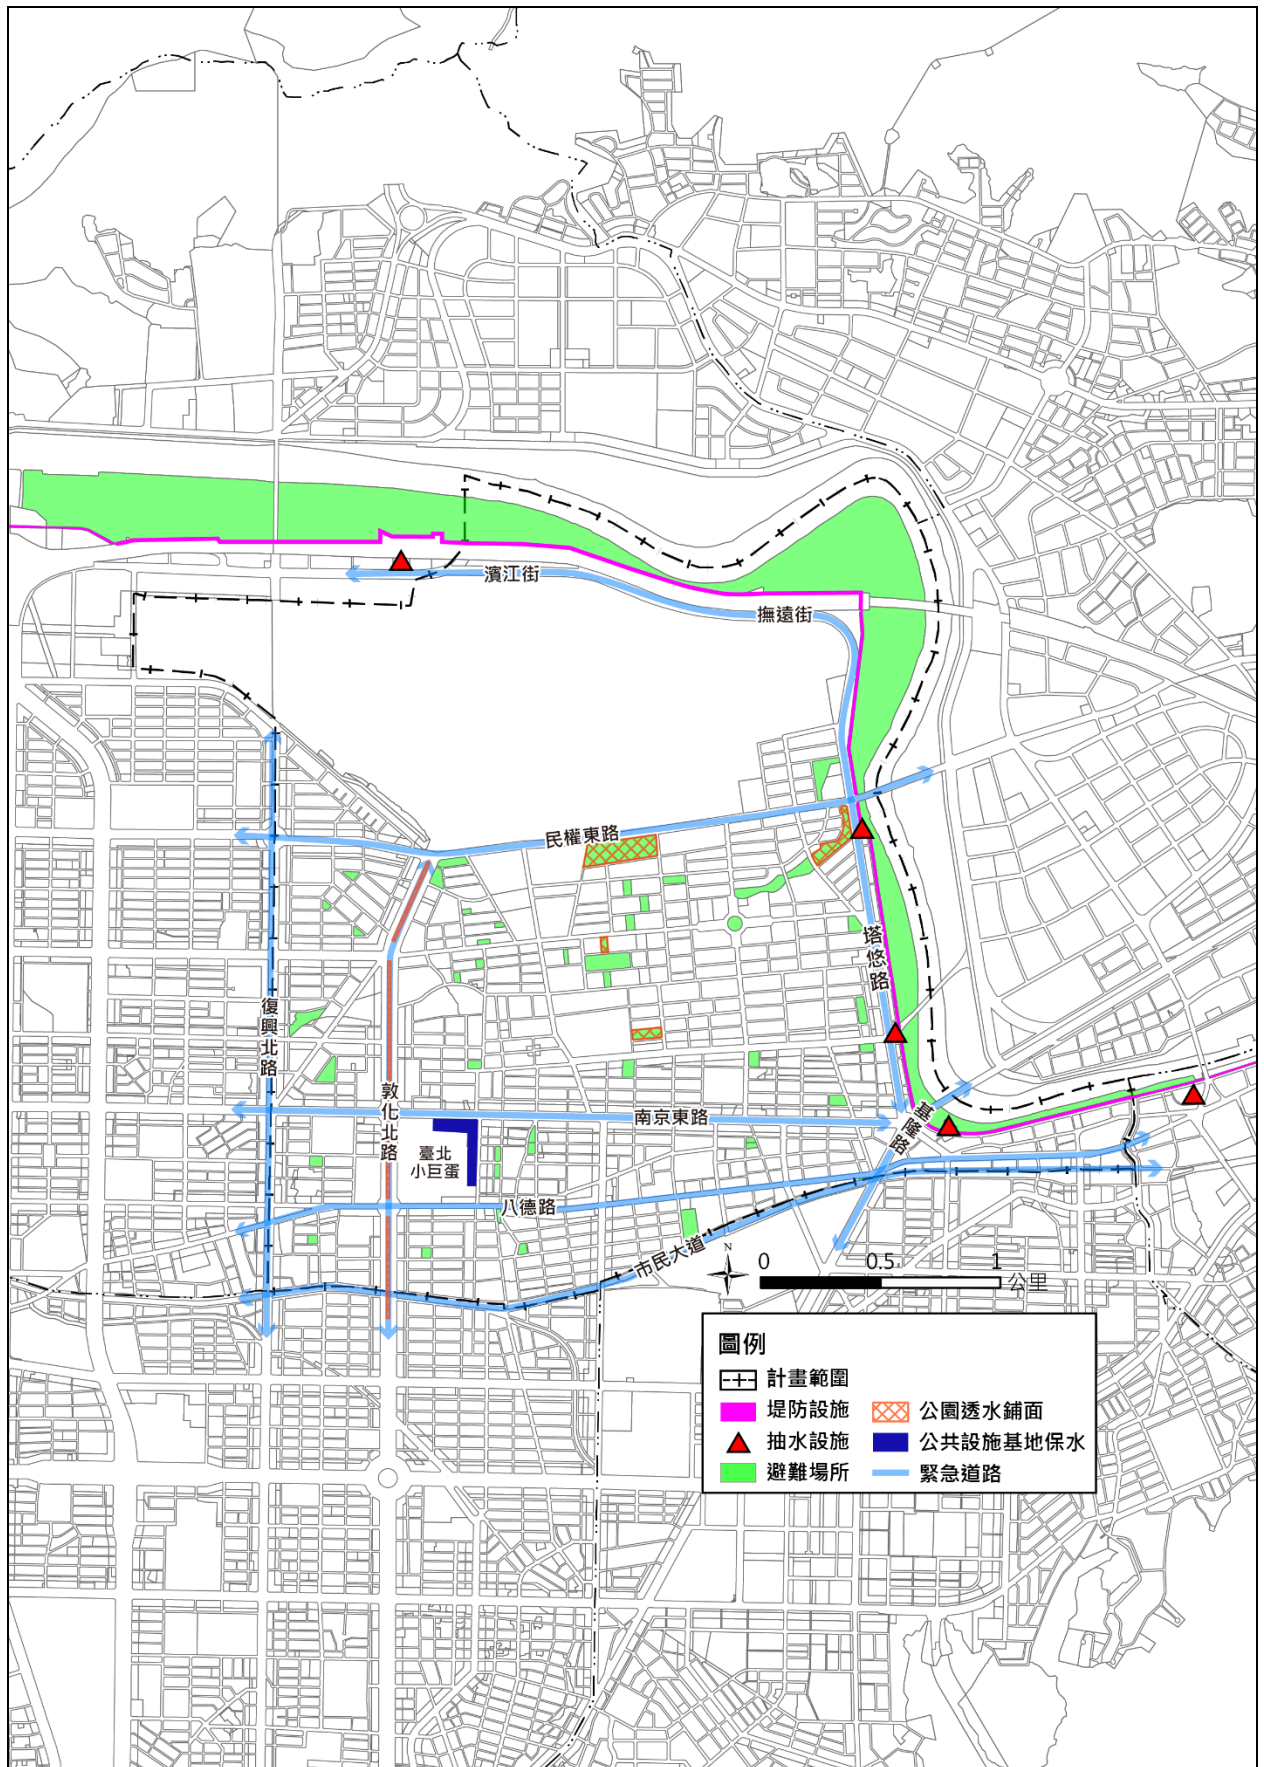 濱江街
撫遠街
民權東路
塔悠路
復興北路
敦化北路
南京東路
基隆路
臺北
小巨蛋
八德路
市民大道
N
0 0.5 1
公里
圖例
計畫範圍
堤防設施
公園透水鋪面
抽水設施
公共設施基地保水
避難場所
緊急道路